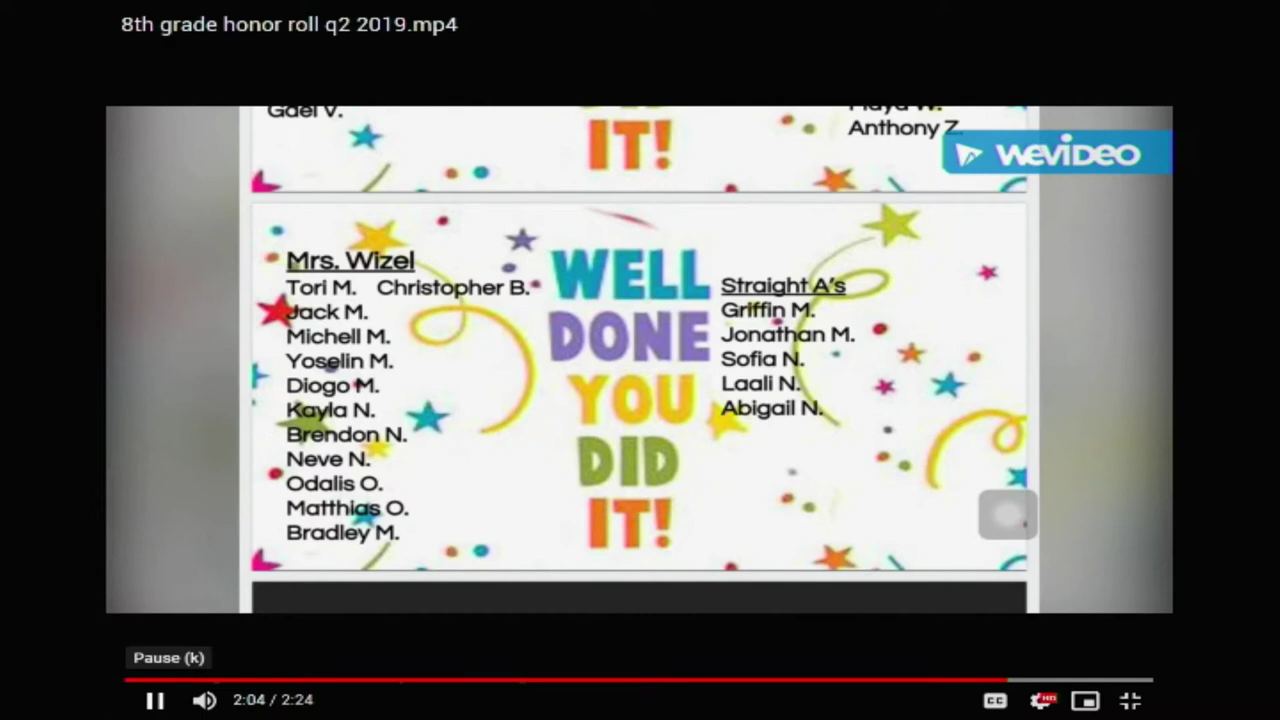 8th grade honor roll q2 2019.mp4
Gael V.
IT!
Anthony Z.
WEVIDEO
Mrs. Wizel
Tori M. Christopher B.
Jack M.
Michell M.
Yoselin M.
Diogo M.
Kayla N.
Brendon N.
Neve N.
Odalis O.
Matthias O.
Bradley M.
WELL
DONE
YOU
DID
IT!
Straight A's
Griffin M.
Jonathan M.
Sofia N.
Laali N.
Abigail N.
Pause (k)
2:04 / 2:24
CC
HD